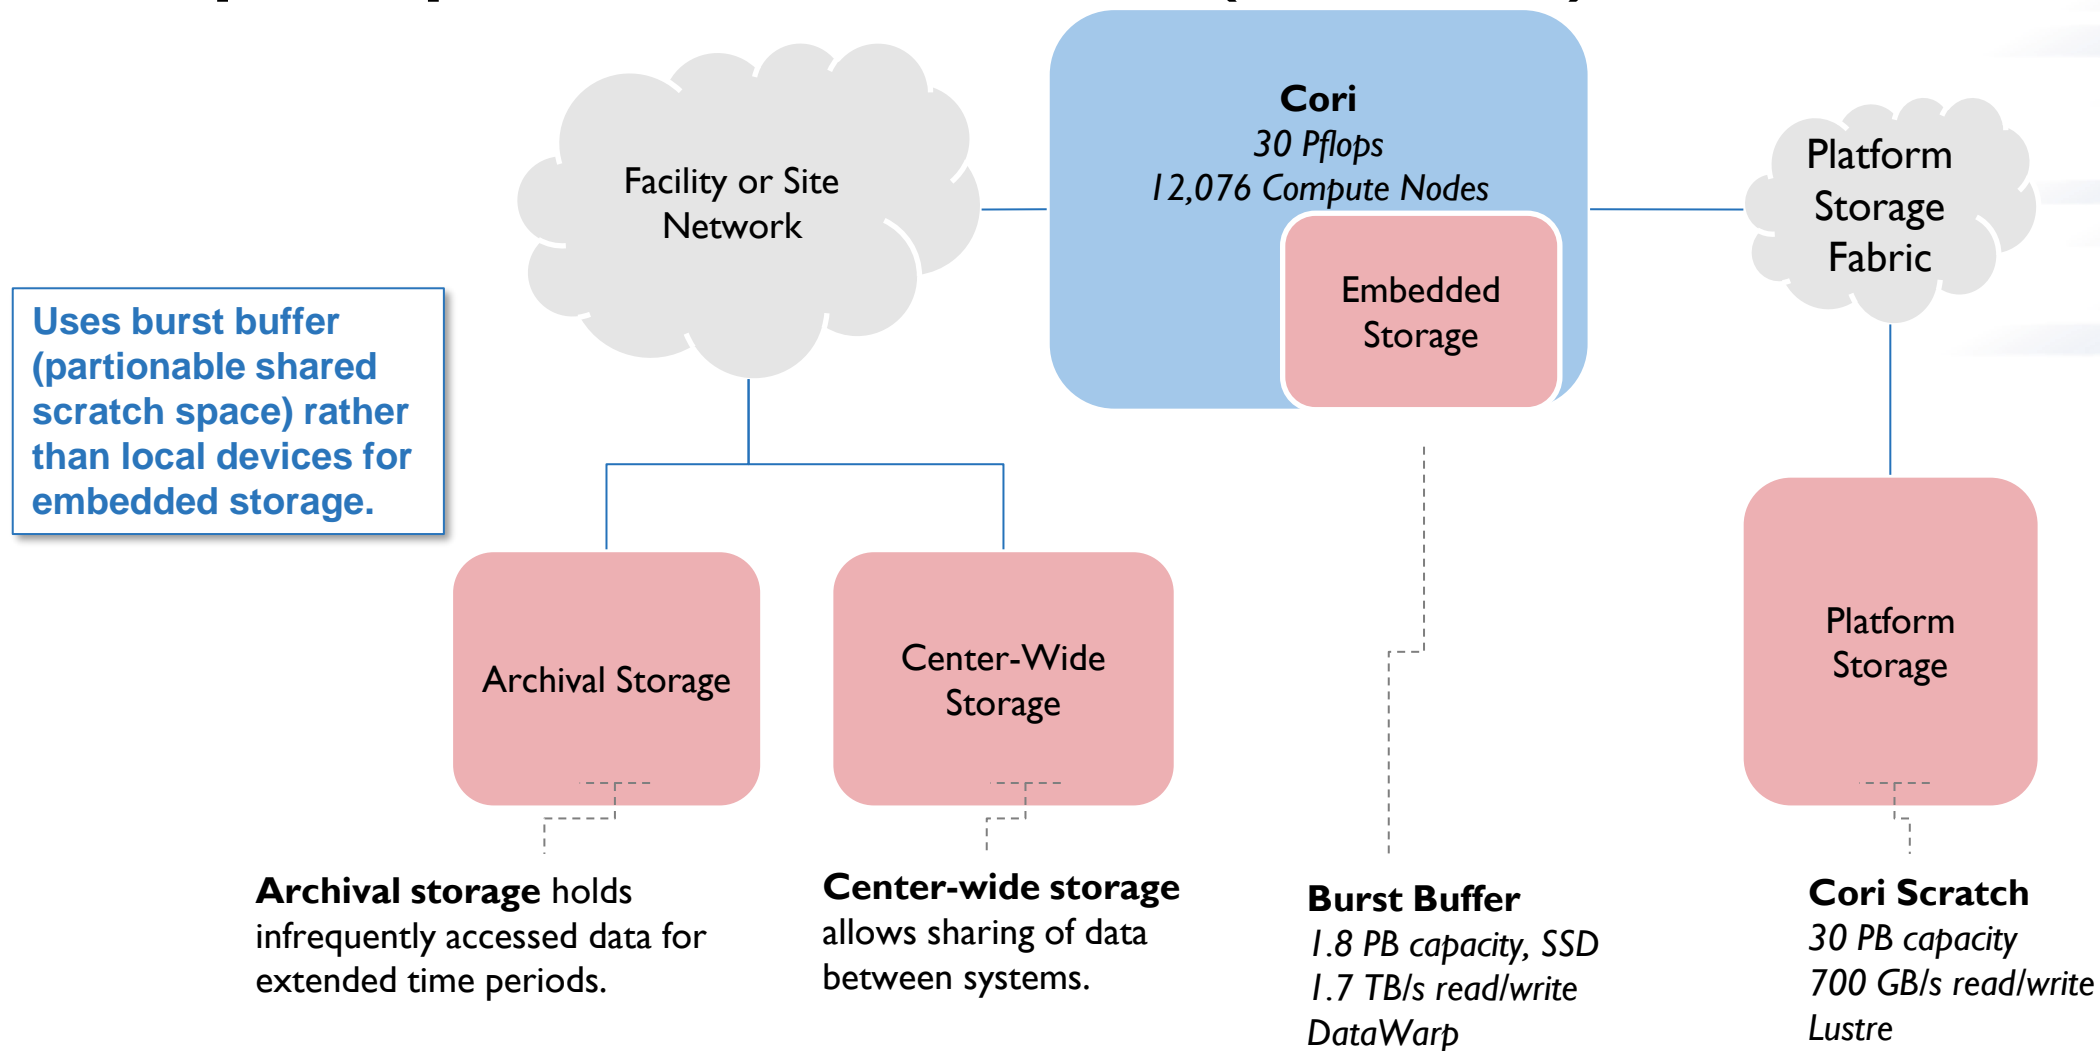 Cori
30 Pflops
12,076 Compute Nodes
Facility or Site
Network
Platform
Storage
Fabric
Embedded
Storage
Uses burst buffer
(partionable shared
scratch space) rather
than local devices for
embedded storage.
Archival Storage
Center-Wide
Storage
Platform
Storage
Archival storage holds
infrequently accessed data for
extended time periods.
Center-wide storage
allows sharing of data
between systems.
Burst Buffer
1.8 PB capacity, SSD
1.7 TB/s read/write
DataWarp
Cori Scratch
30 PB capacity
700 GB/s read/write
Lustre